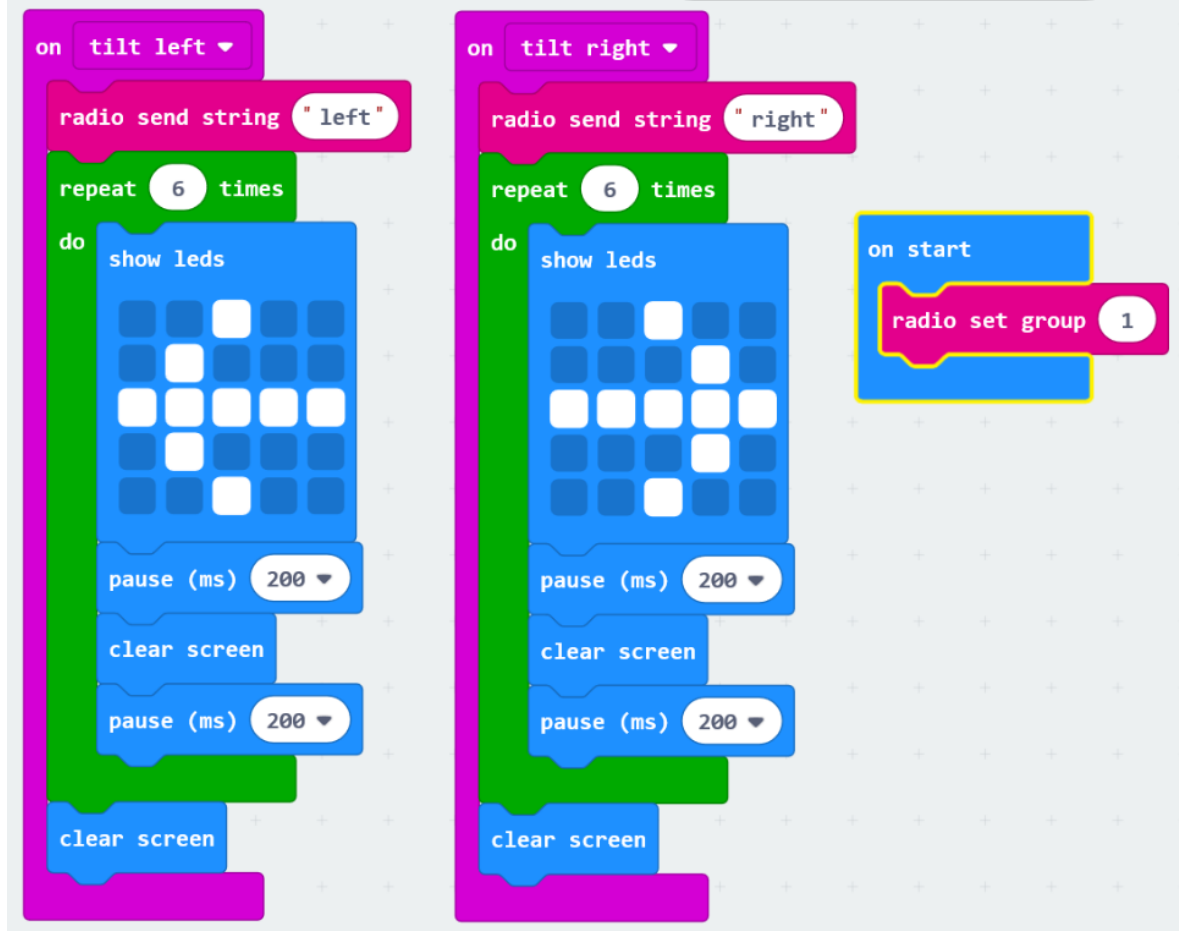 on tilt left
radio send string "left"
repeat 6 times
do
show leds
pause (ms) 200
clear screen
pause (ms) 200
clear screen
on tilt right
radio send string "right"
repeat 6 times
do
show leds
pause (ms) 200
clear screen
pause (ms) 200
clear screen
on start
radio set group 1